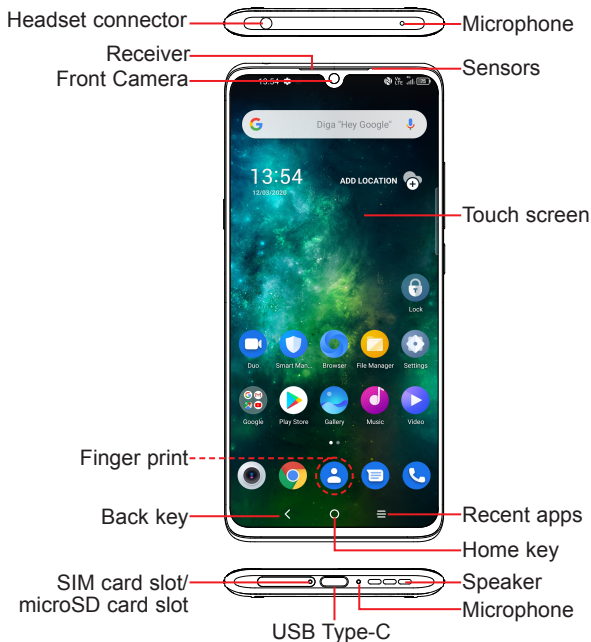 Headset connector
Microphone
Receiver
Front Camera
Sensors
13:54
G
Diga "Hey Google"
13:54
12/03/2020
ADD LOCATION
Touch screen
Lock
Duo
Smart Man...
Browser
File Manager
Settings
Google
Play Store
Gallery
Music
Video
Finger print
Back key
Recent apps
Home key
SIM card slot/
microSD card slot
Speaker
Microphone
USB Type-C